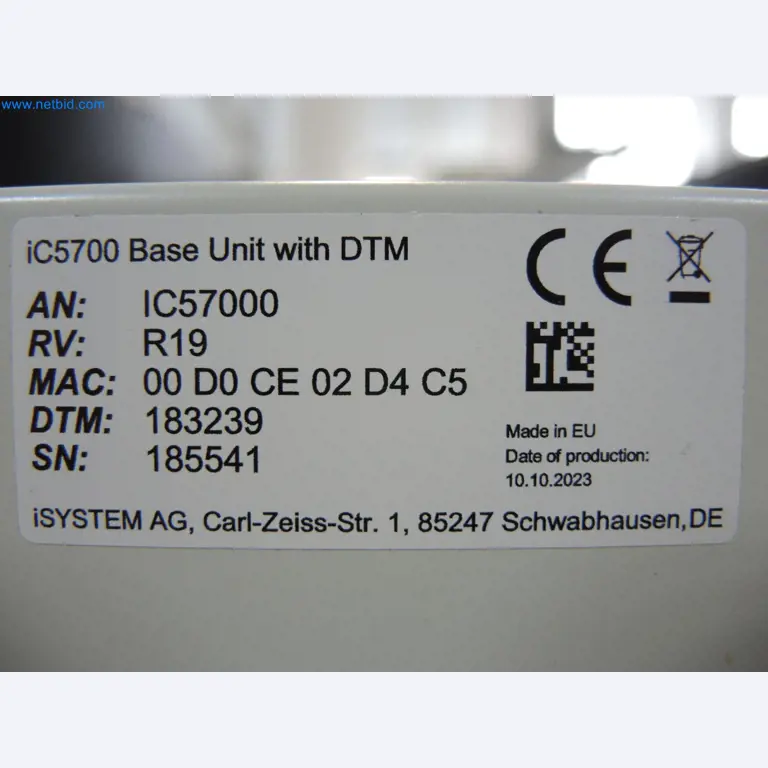 www.netbid.com
iC5700 Base Unit with DTM
AN: IC57000
RV: R19
MAC: 00 D0 CE 02 D4 C5
DTM: 183239
SN: 185541
CE
Made in EU
Date of production:
10.10.2023
iSYSTEM AG, Carl-Zeiss-Str. 1, 85247 Schwabhausen,DE